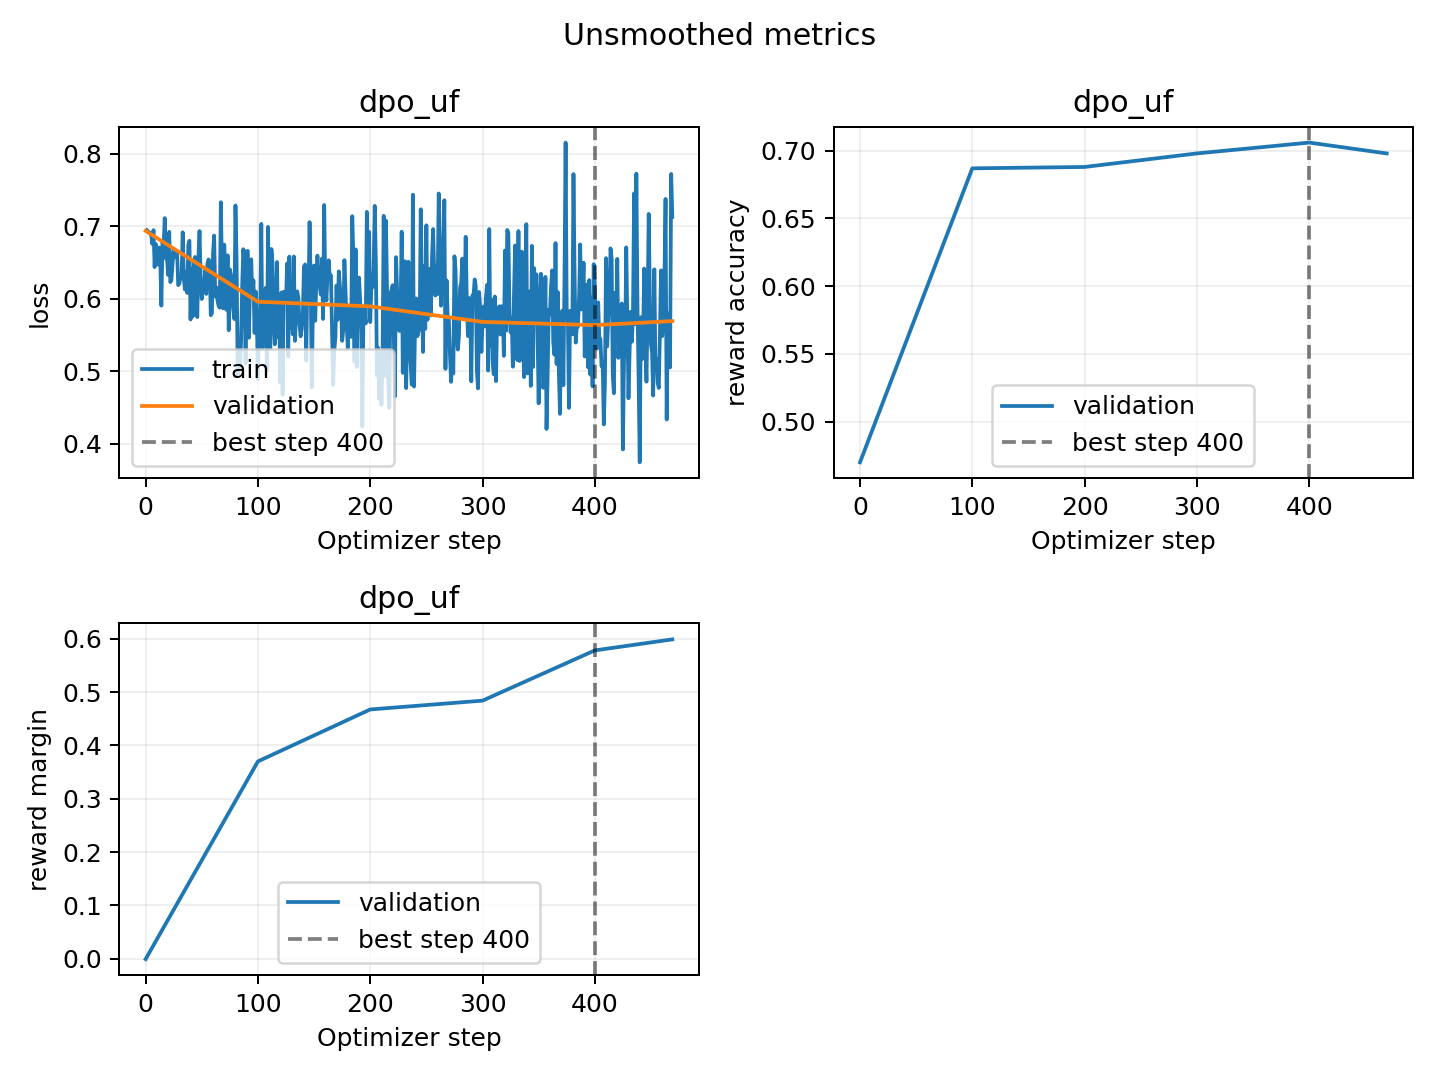 Unsmoothed metrics
dpo_uf
loss
0.8
0.7
0.6
0.5
0.4
train
validation
best step 400
0 100 200 300 400
Optimizer step
dpo_uf
reward accuracy
0.70
0.65
0.60
0.55
0.50
validation
best step 400
0 100 200 300 400
Optimizer step
dpo_uf
reward margin
0.6
0.5
0.4
0.3
0.2
0.1
0.0
validation
best step 400
0 100 200 300 400
Optimizer step